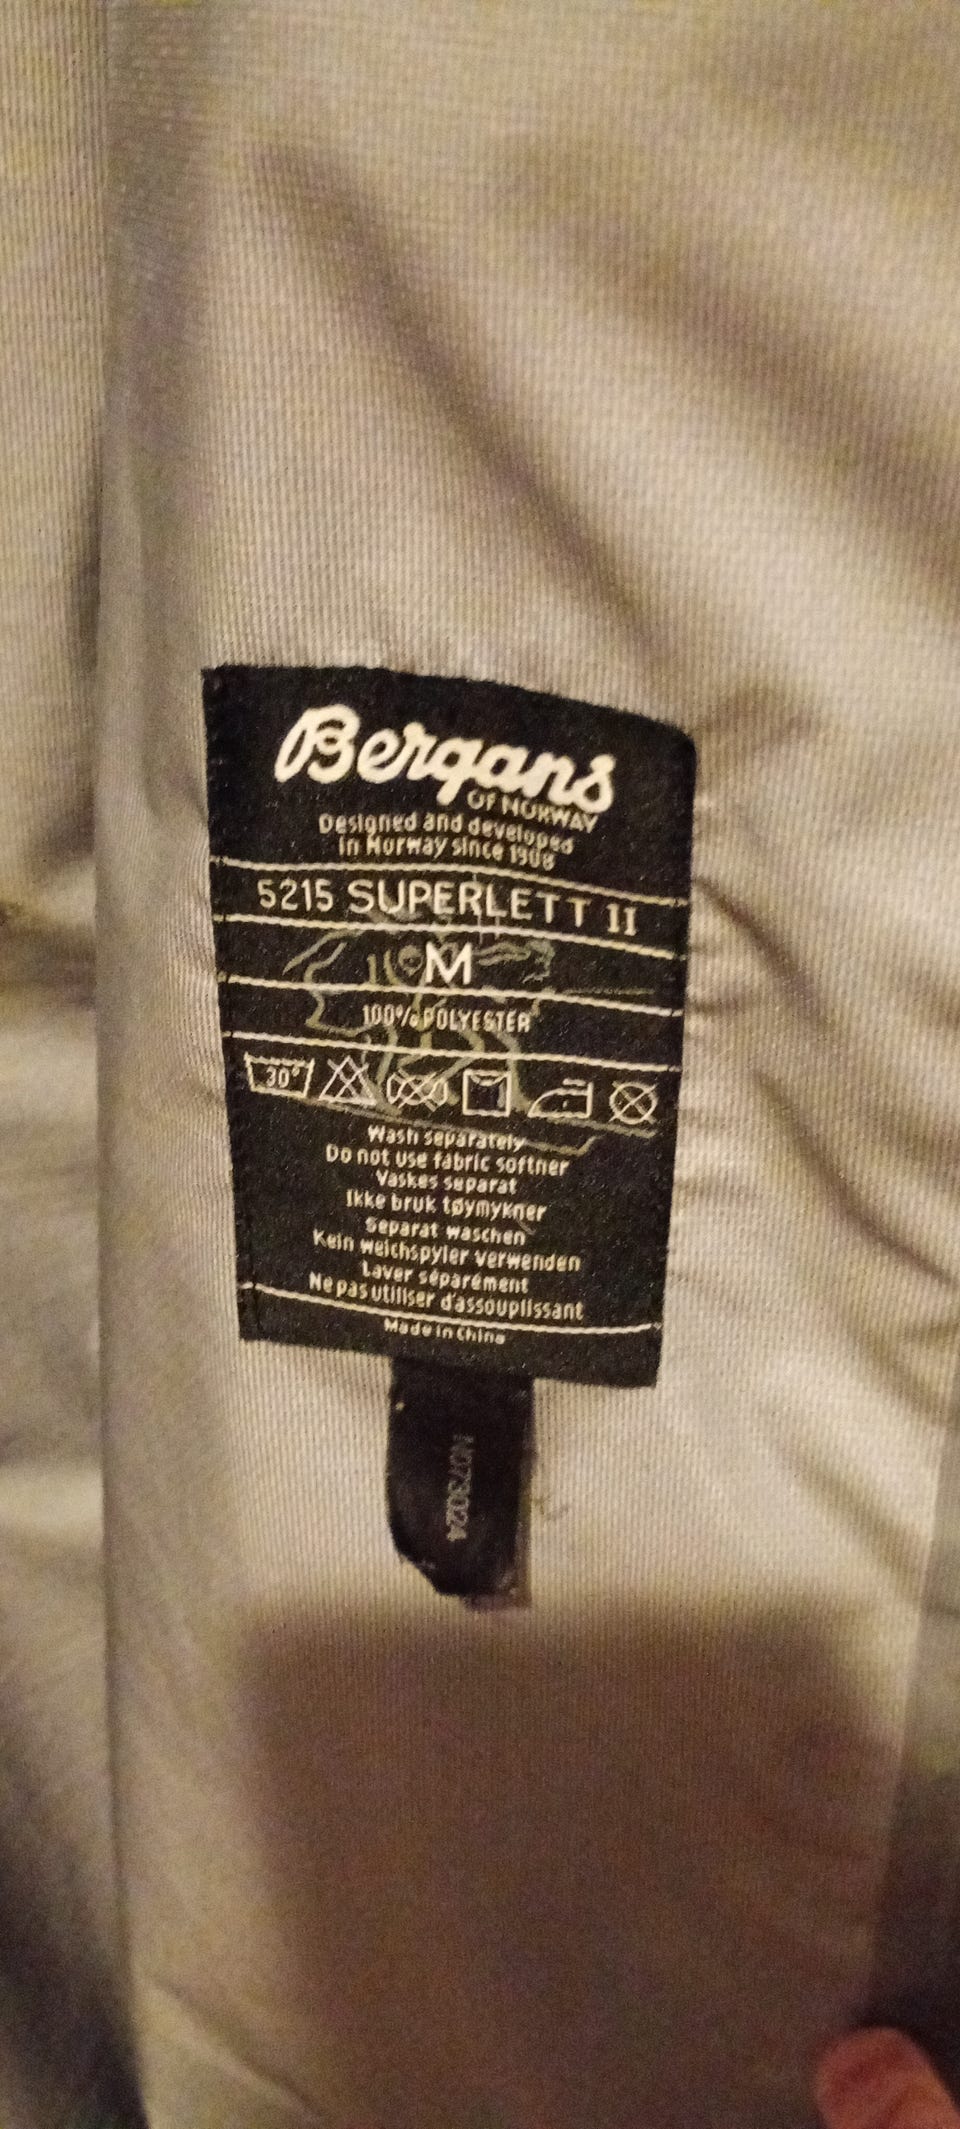 Bergans
OF NORWAY
Designed and developed
in Norway since 1908
5215 SUPERLETT II
M
100% POLYESTER
30°
Wash separately
Do not use fabric softner
Vaskes separat
Ikke bruk tøymykner
Separat waschen
Kein weichspyler verwenden
Laver séparément
Ne pas utiliser d'assouplissant
Made in China
N073024